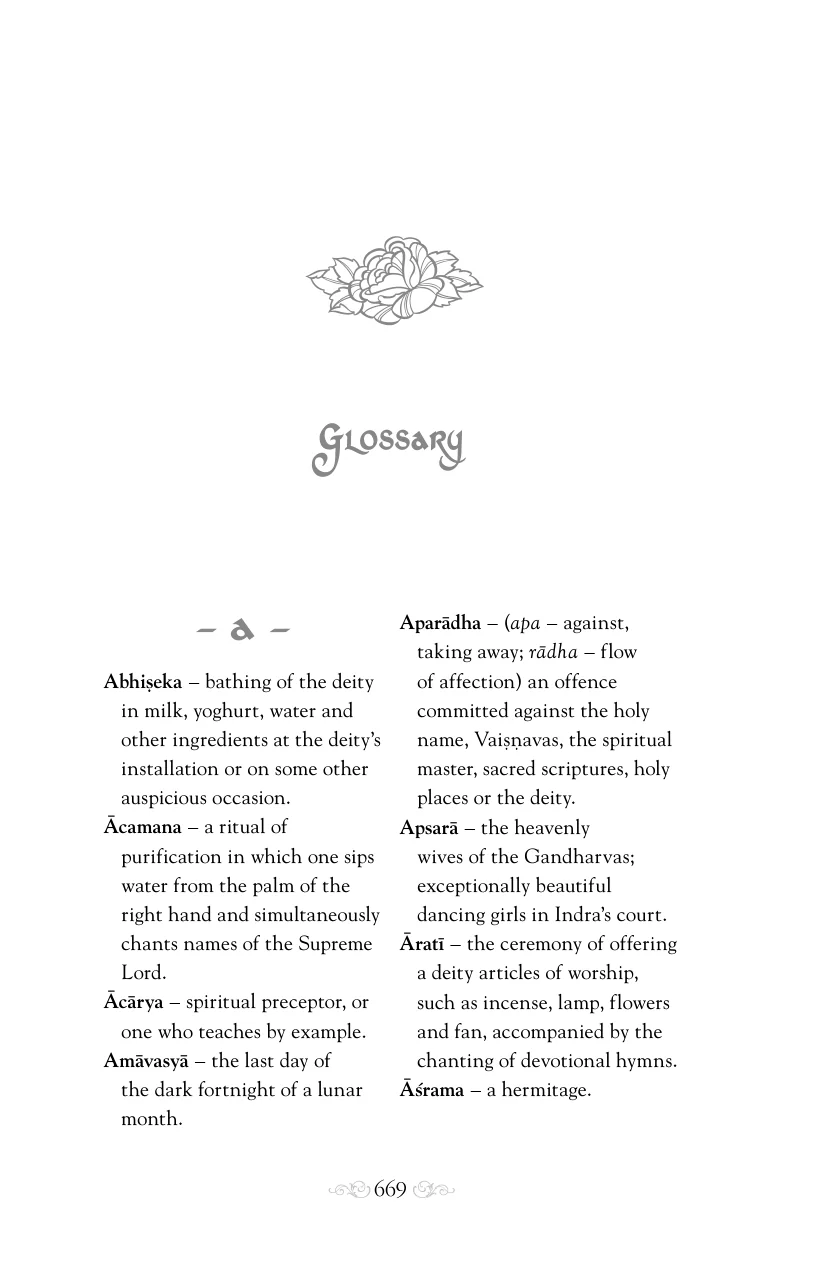 Glossary
– a –
Abhiṣeka – bathing of the deity
in milk, yoghurt, water and
other ingredients at the deity’s
installation or on some other
auspicious occasion.
Ācamana – a ritual of
purification in which one sips
water from the palm of the
right hand and simultaneously
chants names of the Supreme
Lord.
Ācārya – spiritual preceptor, or
one who teaches by example.
Amāvasyā – the last day of
the dark fortnight of a lunar
month.
Aparādha – (apa – against,
taking away; rādha – flow
of affection) an offence
committed against the holy
name, Vaiṣṇavas, the spiritual
master, sacred scriptures, holy
places or the deity.
Apsarā – the heavenly
wives of the Gandharvas;
exceptionally beautiful
dancing girls in Indra’s court.
Āratī – the ceremony of offering
a deity articles of worship,
such as incense, lamp, flowers
and fan, accompanied by the
chanting of devotional hymns.
Āśrama – a hermitage.
669